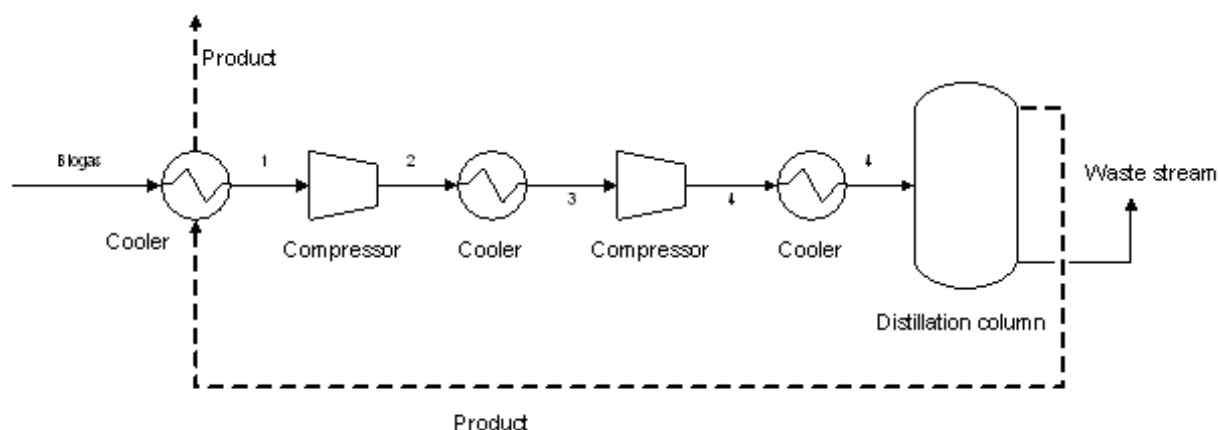 Product
Biogas
1
2
4
Waste stream
3
4
Cooler
Compressor
Cooler
Compressor
Cooler
Distillation column
Product